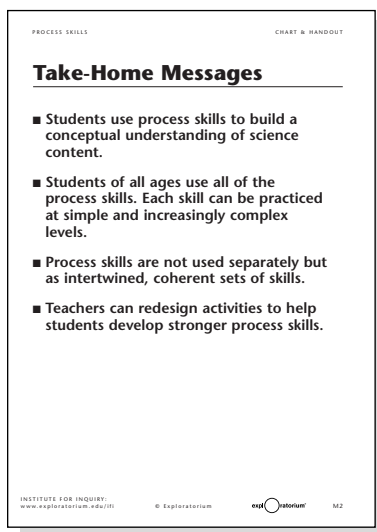 PROCESS SKILLS
CHART & HANDOUT
Take-Home Messages
■ Students use process skills to build a
conceptual understanding of science
content.
■ Students of all ages use all of the
process skills. Each skill can be practiced
at simple and increasingly complex
levels.
■ Process skills are not used separately but
as intertwined, coherent sets of skills.
■ Teachers can redesign activities to help
students develop stronger process skills.
INSTITUTE FOR INQUIRY:
www.exploratorium.edu/ifi
© Exploratorium
exploratorium
M2